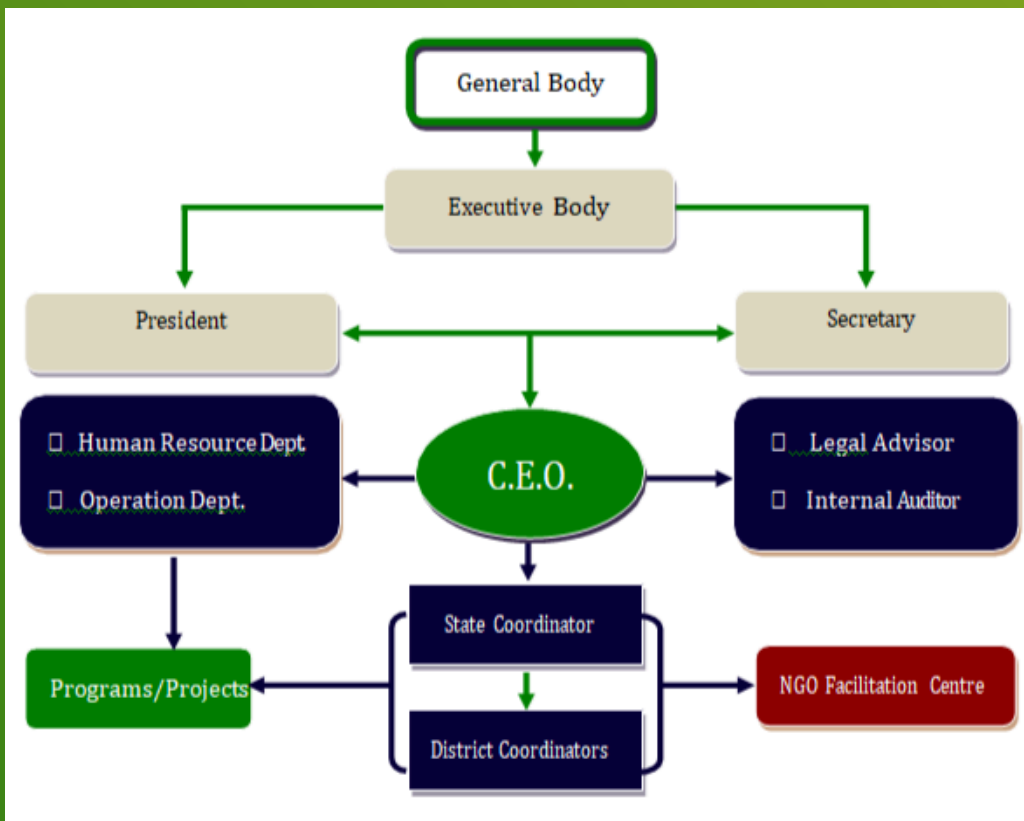 General Body
Executive Body
President
Secretary
Human Resource Dept.
Operation Dept.
C.E.O.
Legal Advisor
Internal Auditor
State Coordinator
Programs/Projects
NGO Facilitation Centre
District Coordinators